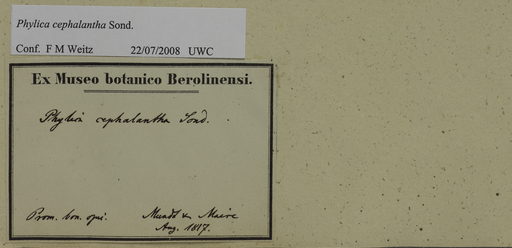 Phylica cephalantha Sond.
Conf. F M Weitz 22/07/2008 UWC
Ex Museo botanico Berolinensi.
Phylica cephalantha Sond.
Prom. bon. spei. Mundt & Maire
Aug. 1817.